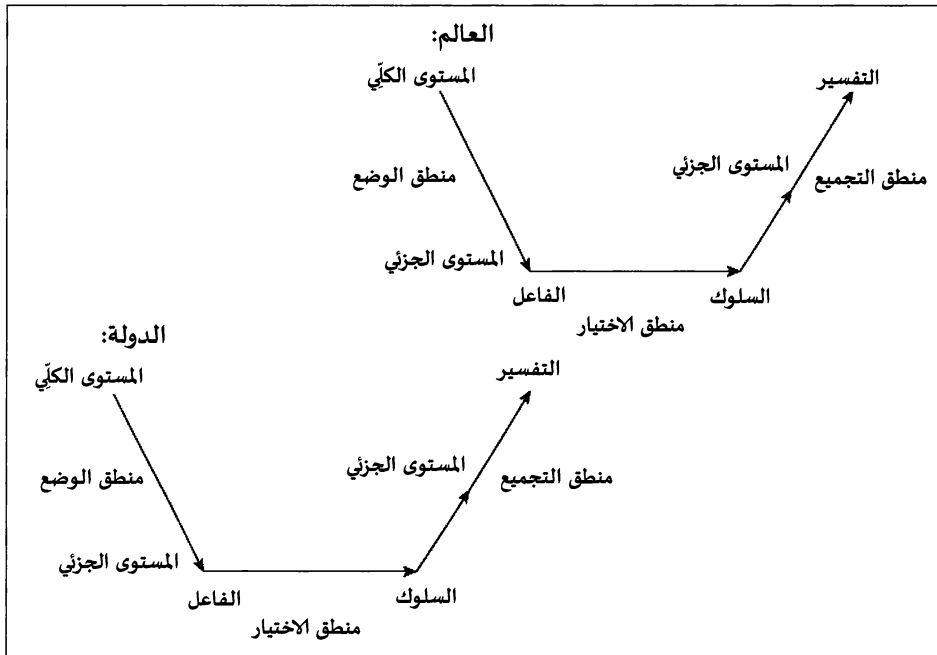 العالم:
المستوى الكلِّي
التفسير
المستوى الجزئي
منطق الوضع
منطق التجميع
المستوى الجزئي
الفاعل
السلوك
منطق الاختيار
الدولة:
المستوى الكلِّي
التفسير
المستوى الجزئي
منطق الوضع
منطق التجميع
المستوى الجزئي
الفاعل
السلوك
منطق الاختيار